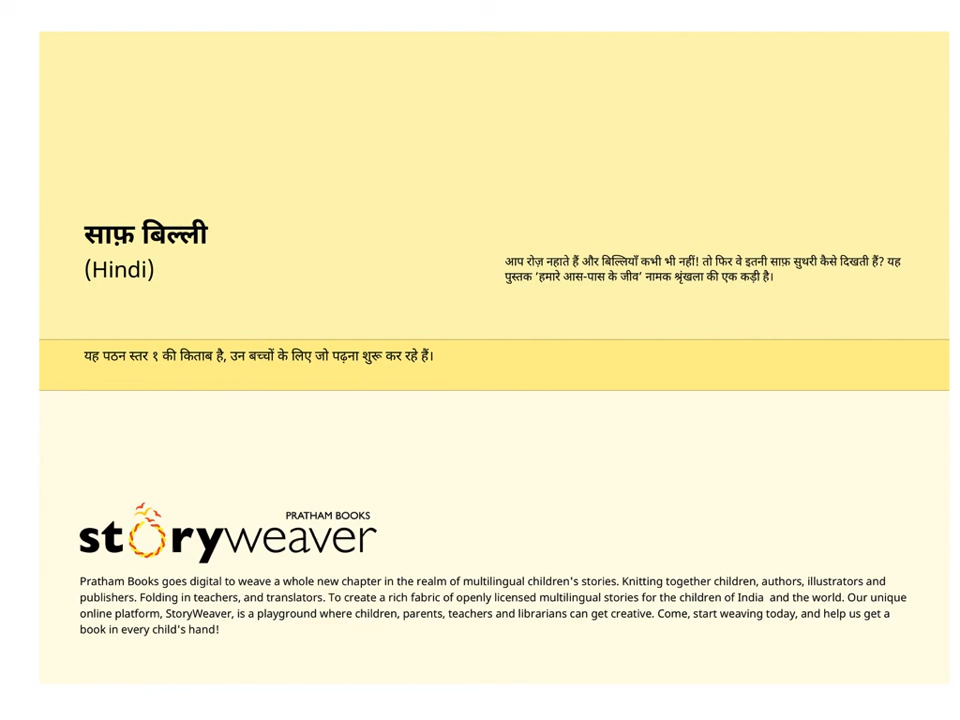 साफ़ बिल्ली
(Hindi)
आप रोज़ नहाते हैं और बिल्लियाँ कभी भी नहीं! तो फिर वे इतनी साफ़ सुथरी कैसे दिखती हैं? यह
पुस्तक ‘हमारे आस-पास के जीव’ नामक श्रृंखला की एक कड़ी है।
यह पठन स्तर १ की किताब है, उन बच्चों के लिए जो पढ़ना शुरू कर रहे हैं।
PRATHAM BOOKS
storyweaver
Pratham Books goes digital to weave a whole new chapter in the realm of multilingual children's stories. Knitting together children, authors, illustrators and
publishers. Folding in teachers, and translators. To create a rich fabric of openly licensed multilingual stories for the children of India and the world. Our unique
online platform, StoryWeaver, is a playground where children, parents, teachers and librarians can get creative. Come, start weaving today, and help us get a
book in every child's hand!